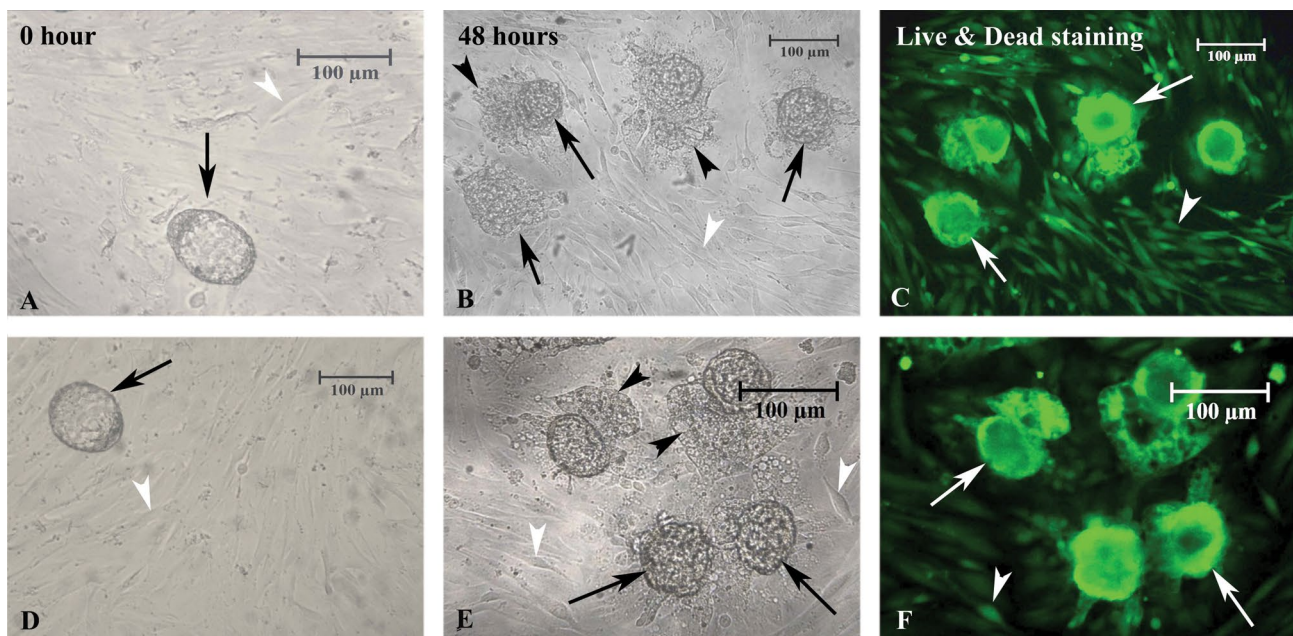 0 hour
100 µm
A
48 hours
100 µm
B
Live & Dead staining
100 µm
C
100 µm
D
100 µm
E
100 µm
F